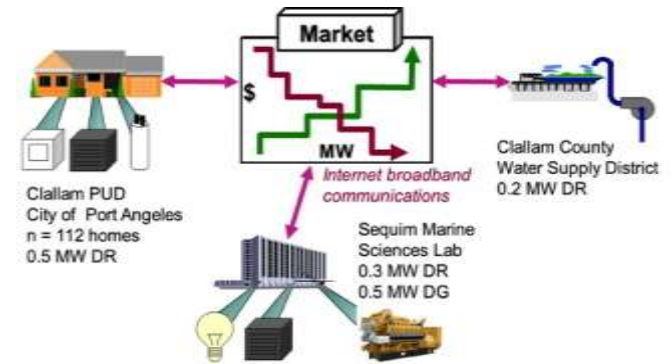 Market
$
MW
Internet broadband
communications
Clallam PUD
City of Port Angeles
n = 112 homes
0.5 MW DR
Clallam County
Water Supply District
0.2 MW DR
Sequim Marine
Sciences Lab
0.3 MW DR
0.5 MW DG